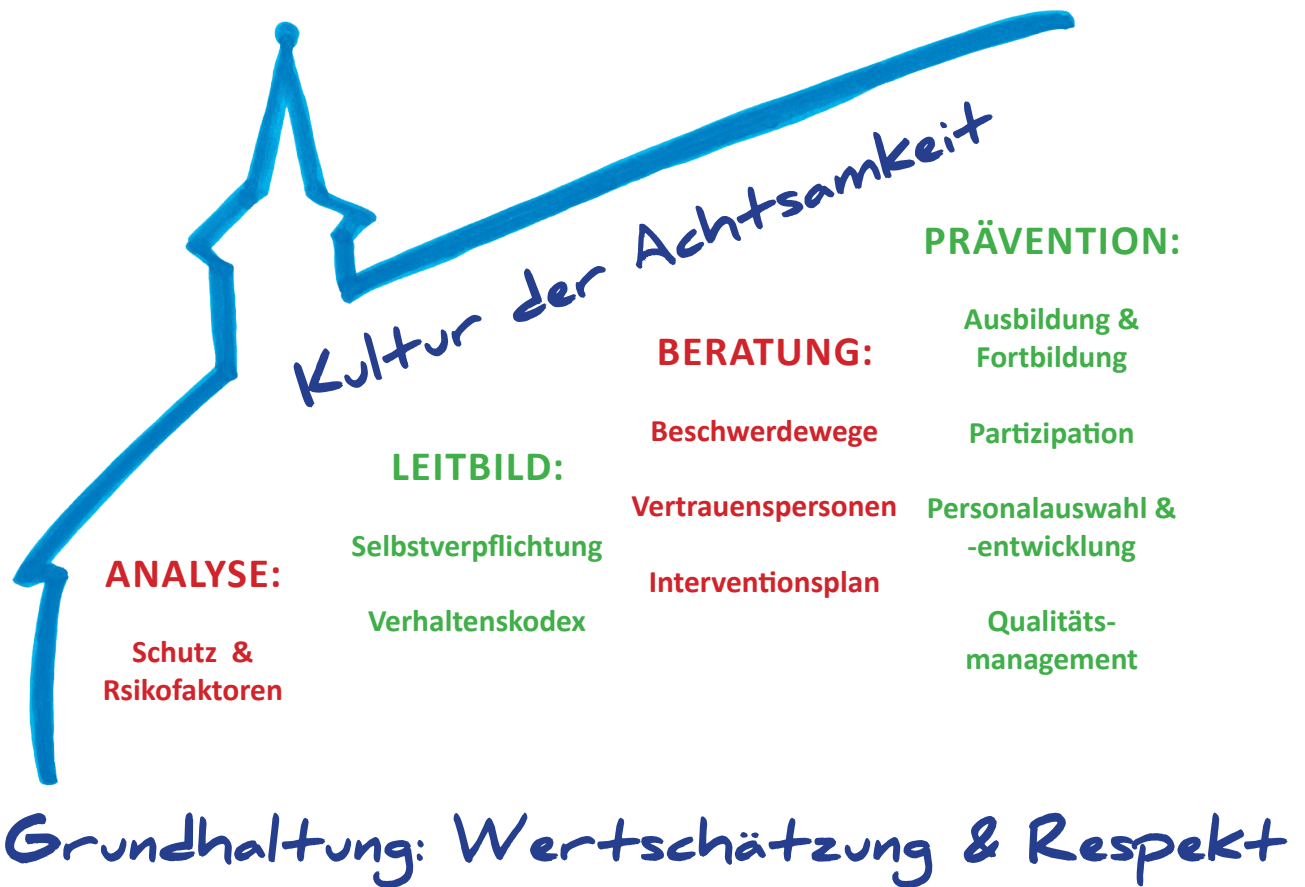 Kultur der Achtsamkeit
ANALYSE:
Schutz &
Rsikofaktoren
LEITBILD:
Selbstverpflichtung
Verhaltenskodex
BERATUNG:
Beschwerdewege
Vertrauenspersonen
Interventionsplan
PRÄVENTION:
Ausbildung &
Fortbildung
Partizipation
Personalauswahl &
-entwicklung
Qualitäts-
management
Grundhaltung: Wertschätzung & Respekt